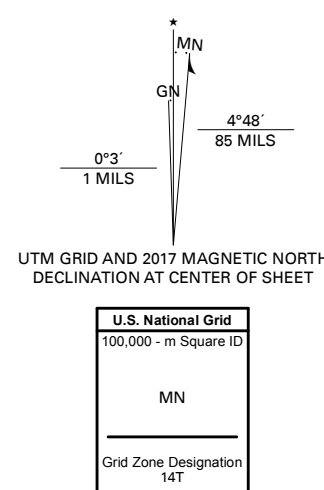 ★
MN
GN
4°48´
85 MILS
0°3´
1 MILS
UTM GRID AND 2017 MAGNETIC NORTH
DECLINATION AT CENTER OF SHEET
U.S. National Grid
100,000 - m Square ID
MN
Grid Zone Designation
14T